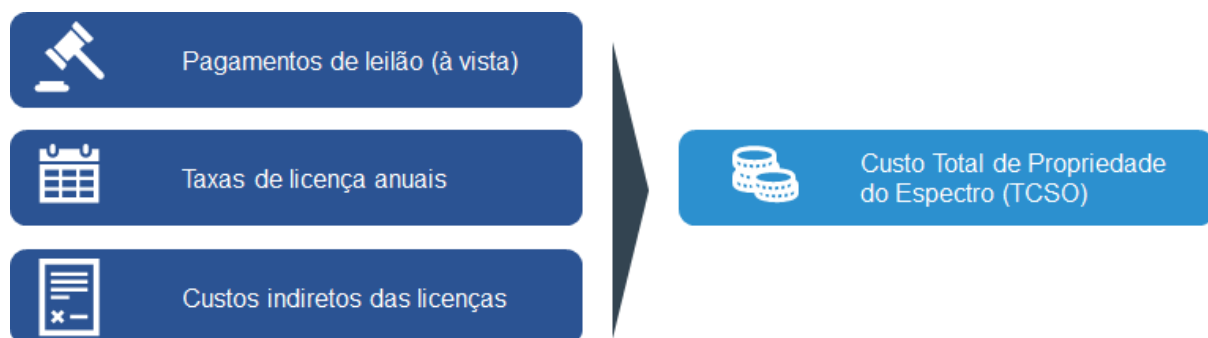 Pagamentos de leilão (à vista)
Taxas de licença anuais
Custos indiretos das licenças
Custo Total de Propriedade
do Espectro (TCSO)